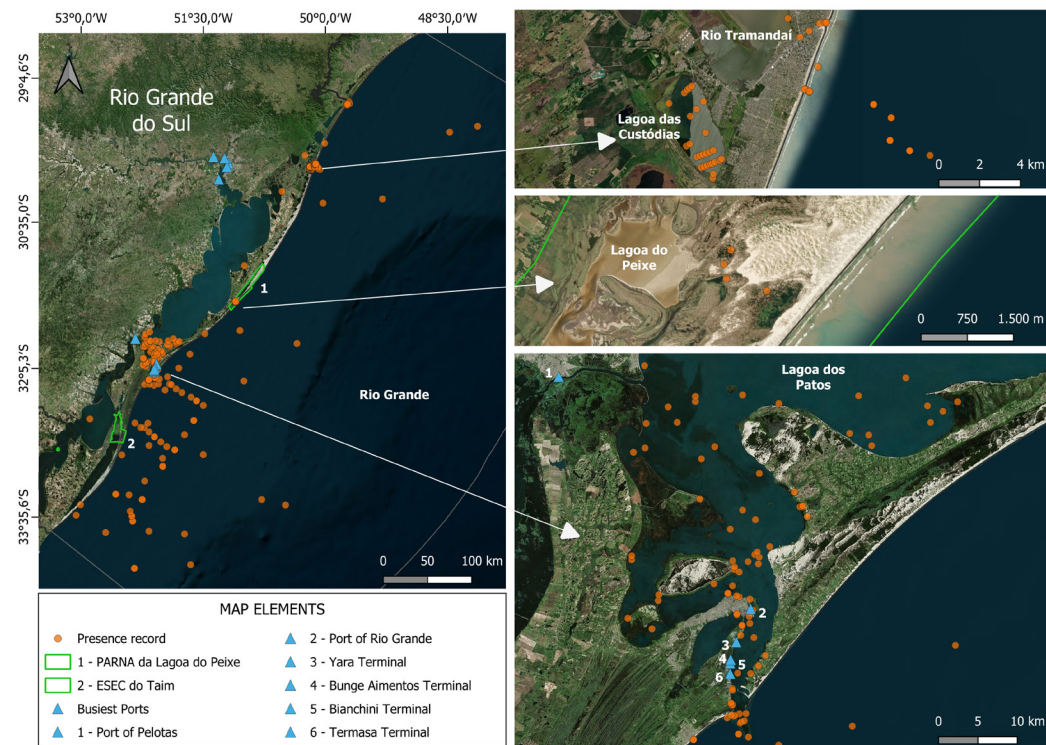 53°0,0'W
51°30,0'W
50°0,0'W
48°30,0'W
29°4,6'S
30°35,0'S
32°5,3'S
33°35,6'S
Rio Grande
do Sul
1
2
Rio Grande
0 50 100 km
Rio Tramandaí
Lagoa das
Custódias
0 2 4 km
Lagoa do
Peixe
0 750 1.500 m
Lagoa dos
Patos
1
2
3
4
5
6
0 5 10 km
MAP ELEMENTS
Presence record
1 - PARNA da Lagoa do Peixe
2 - ESEC do Taim
Busiest Ports
1 - Port of Pelotas
2 - Port of Rio Grande
3 - Yara Terminal
4 - Bunge Aimentos Terminal
5 - Bianchini Terminal
6 - Termasa Terminal